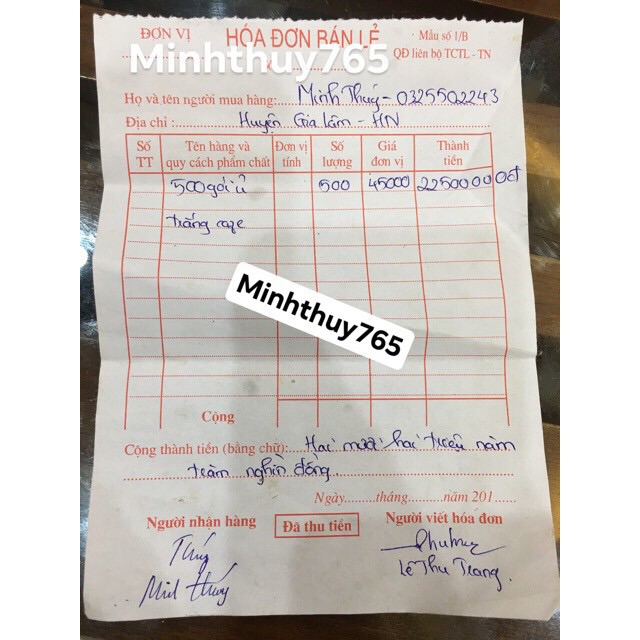 ĐƠN VỊ HÓA ĐƠN BÁN LẺ Mẫu số 1/B
QĐ liên bộ TCTL - TN
Minhthuy765
Họ và tên người mua hàng: Minh Thúy - 0325502243
Địa chỉ : Huyện Gia Lâm - HN
Số TT Tên hàng và quy cách phẩm chất Đơn vị tính Số lượng Giá đơn vị Thành tiền
500 gói ủ 500 45000 22500000đ
trắng caze
Minhthuy765
Cộng
Cộng thành tiền (bằng chữ): Hai mươi hai triệu năm
trăm nghìn đồng.
Ngày......tháng.........năm 201......
Người nhận hàng Đã thu tiền Người viết hóa đơn
Thúy
Minh Thúy Lê Thu Trang.